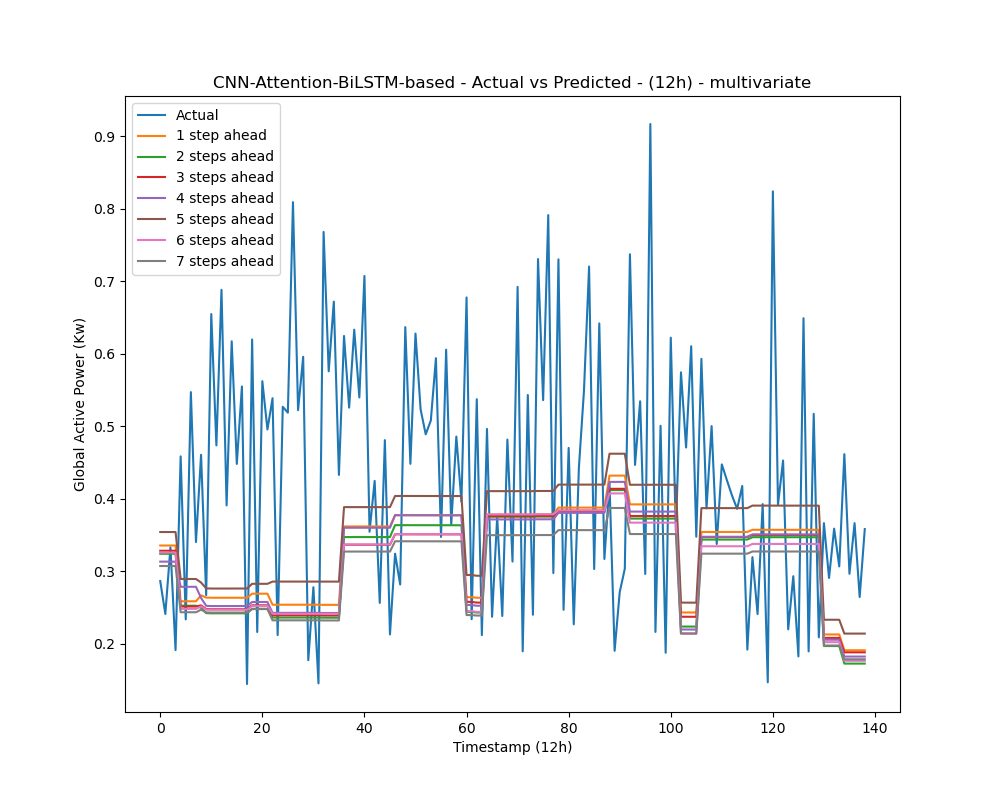 CNN-Attention-BiLSTM-based - Actual vs Predicted - (12h) - multivariate
Actual
1 step ahead
2 steps ahead
3 steps ahead
4 steps ahead
5 steps ahead
6 steps ahead
7 steps ahead
Global Active Power (Kw)
0.9
0.8
0.7
0.6
0.5
0.4
0.3
0.2
0 20 40 60 80 100 120 140
Timestamp (12h)